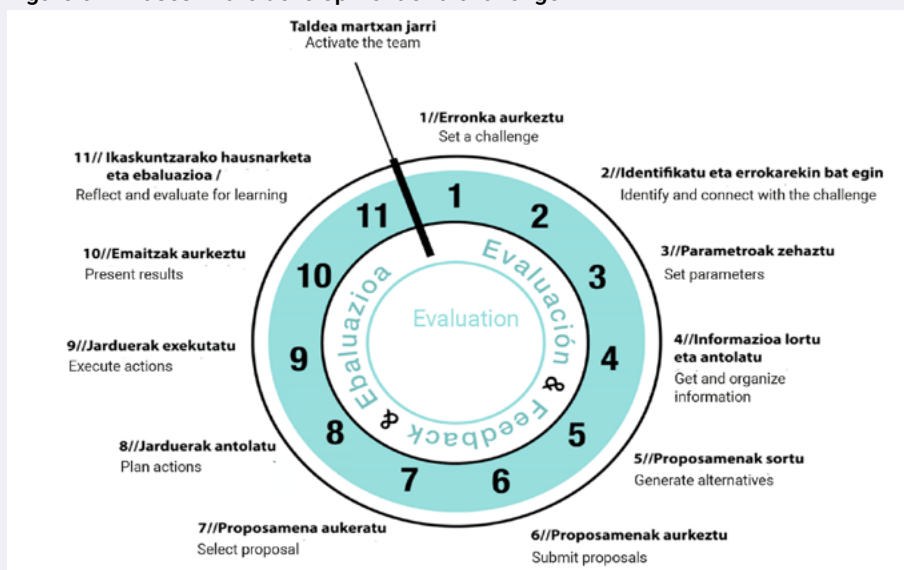 Taldea martxan jarri
Activate the team
1//Erronka aurkeztu
Set a challenge
2//Identifikatu eta errokarekin bat egin
Identify and connect with the challenge
3//Parametroak zehaztu
Set parameters
4//Informazioa lortu
eta antolatu
Get and organize
information
5//Proposamenak sortu
Generate alternatives
6//Proposamenak aurkeztu
Submit proposals
7//Proposamena aukeratu
Select proposal
8//Jarduerak antolatu
Plan actions
9//Jarduerak exekutatu
Execute actions
10//Emaitzak aurkeztu
Present results
11// Ikaskuntzarako hausnarketa
eta ebaluazioa /
Reflect and evaluate for learning
1
2
3
4
5
6
7
8
9
10
11
Evaluación & Feedback & Ebaluazioa
Evaluation